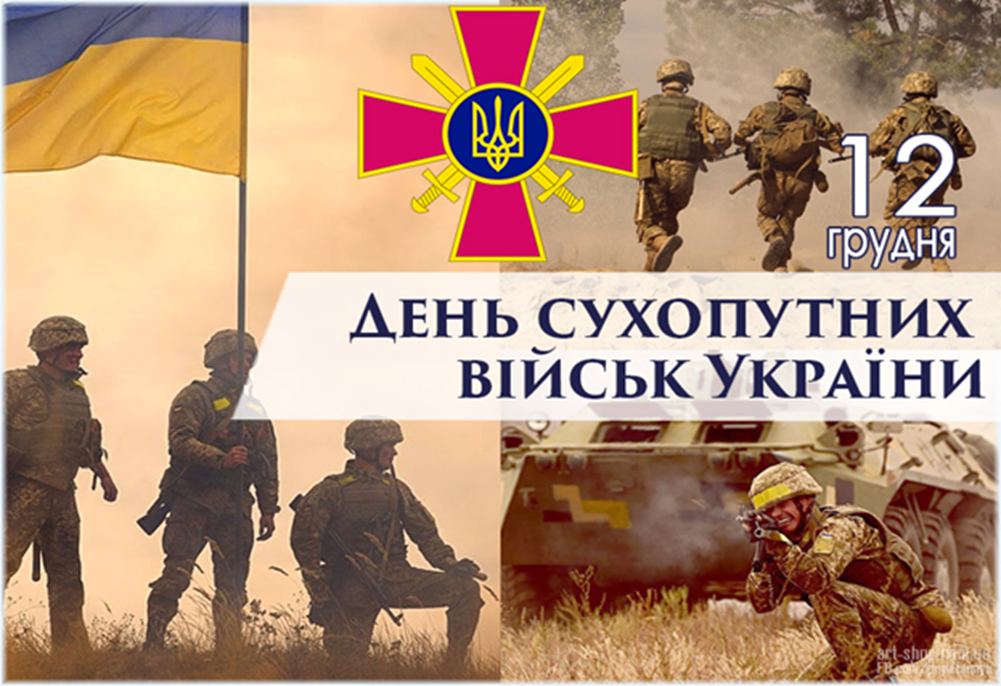 12
грудня
День сухопутних
військ України